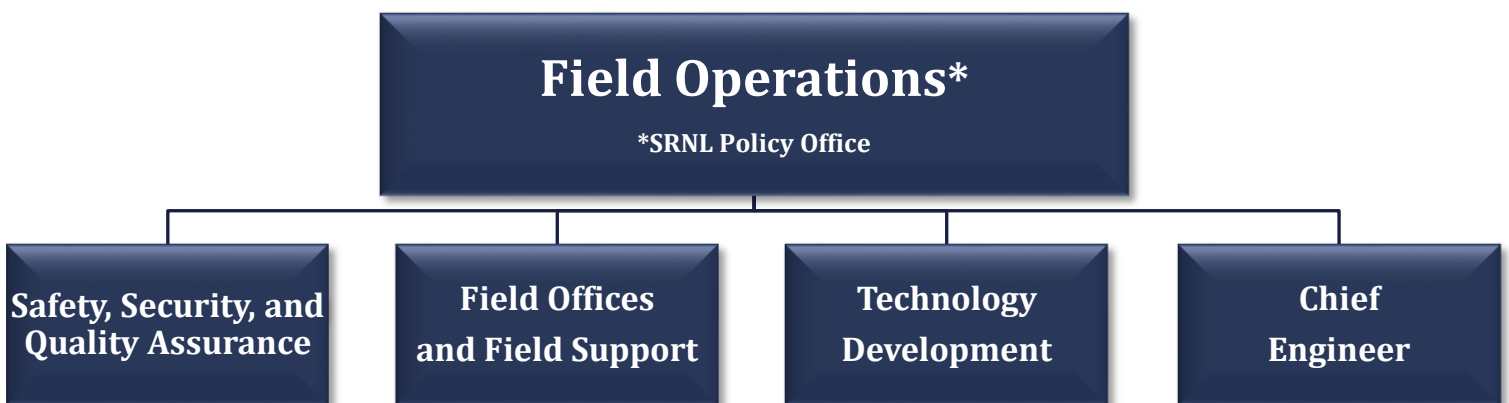 Field Operations*
*SRNL Policy Office
Safety, Security, and
Quality Assurance
Field Offices
and Field Support
Technology
Development
Chief
Engineer